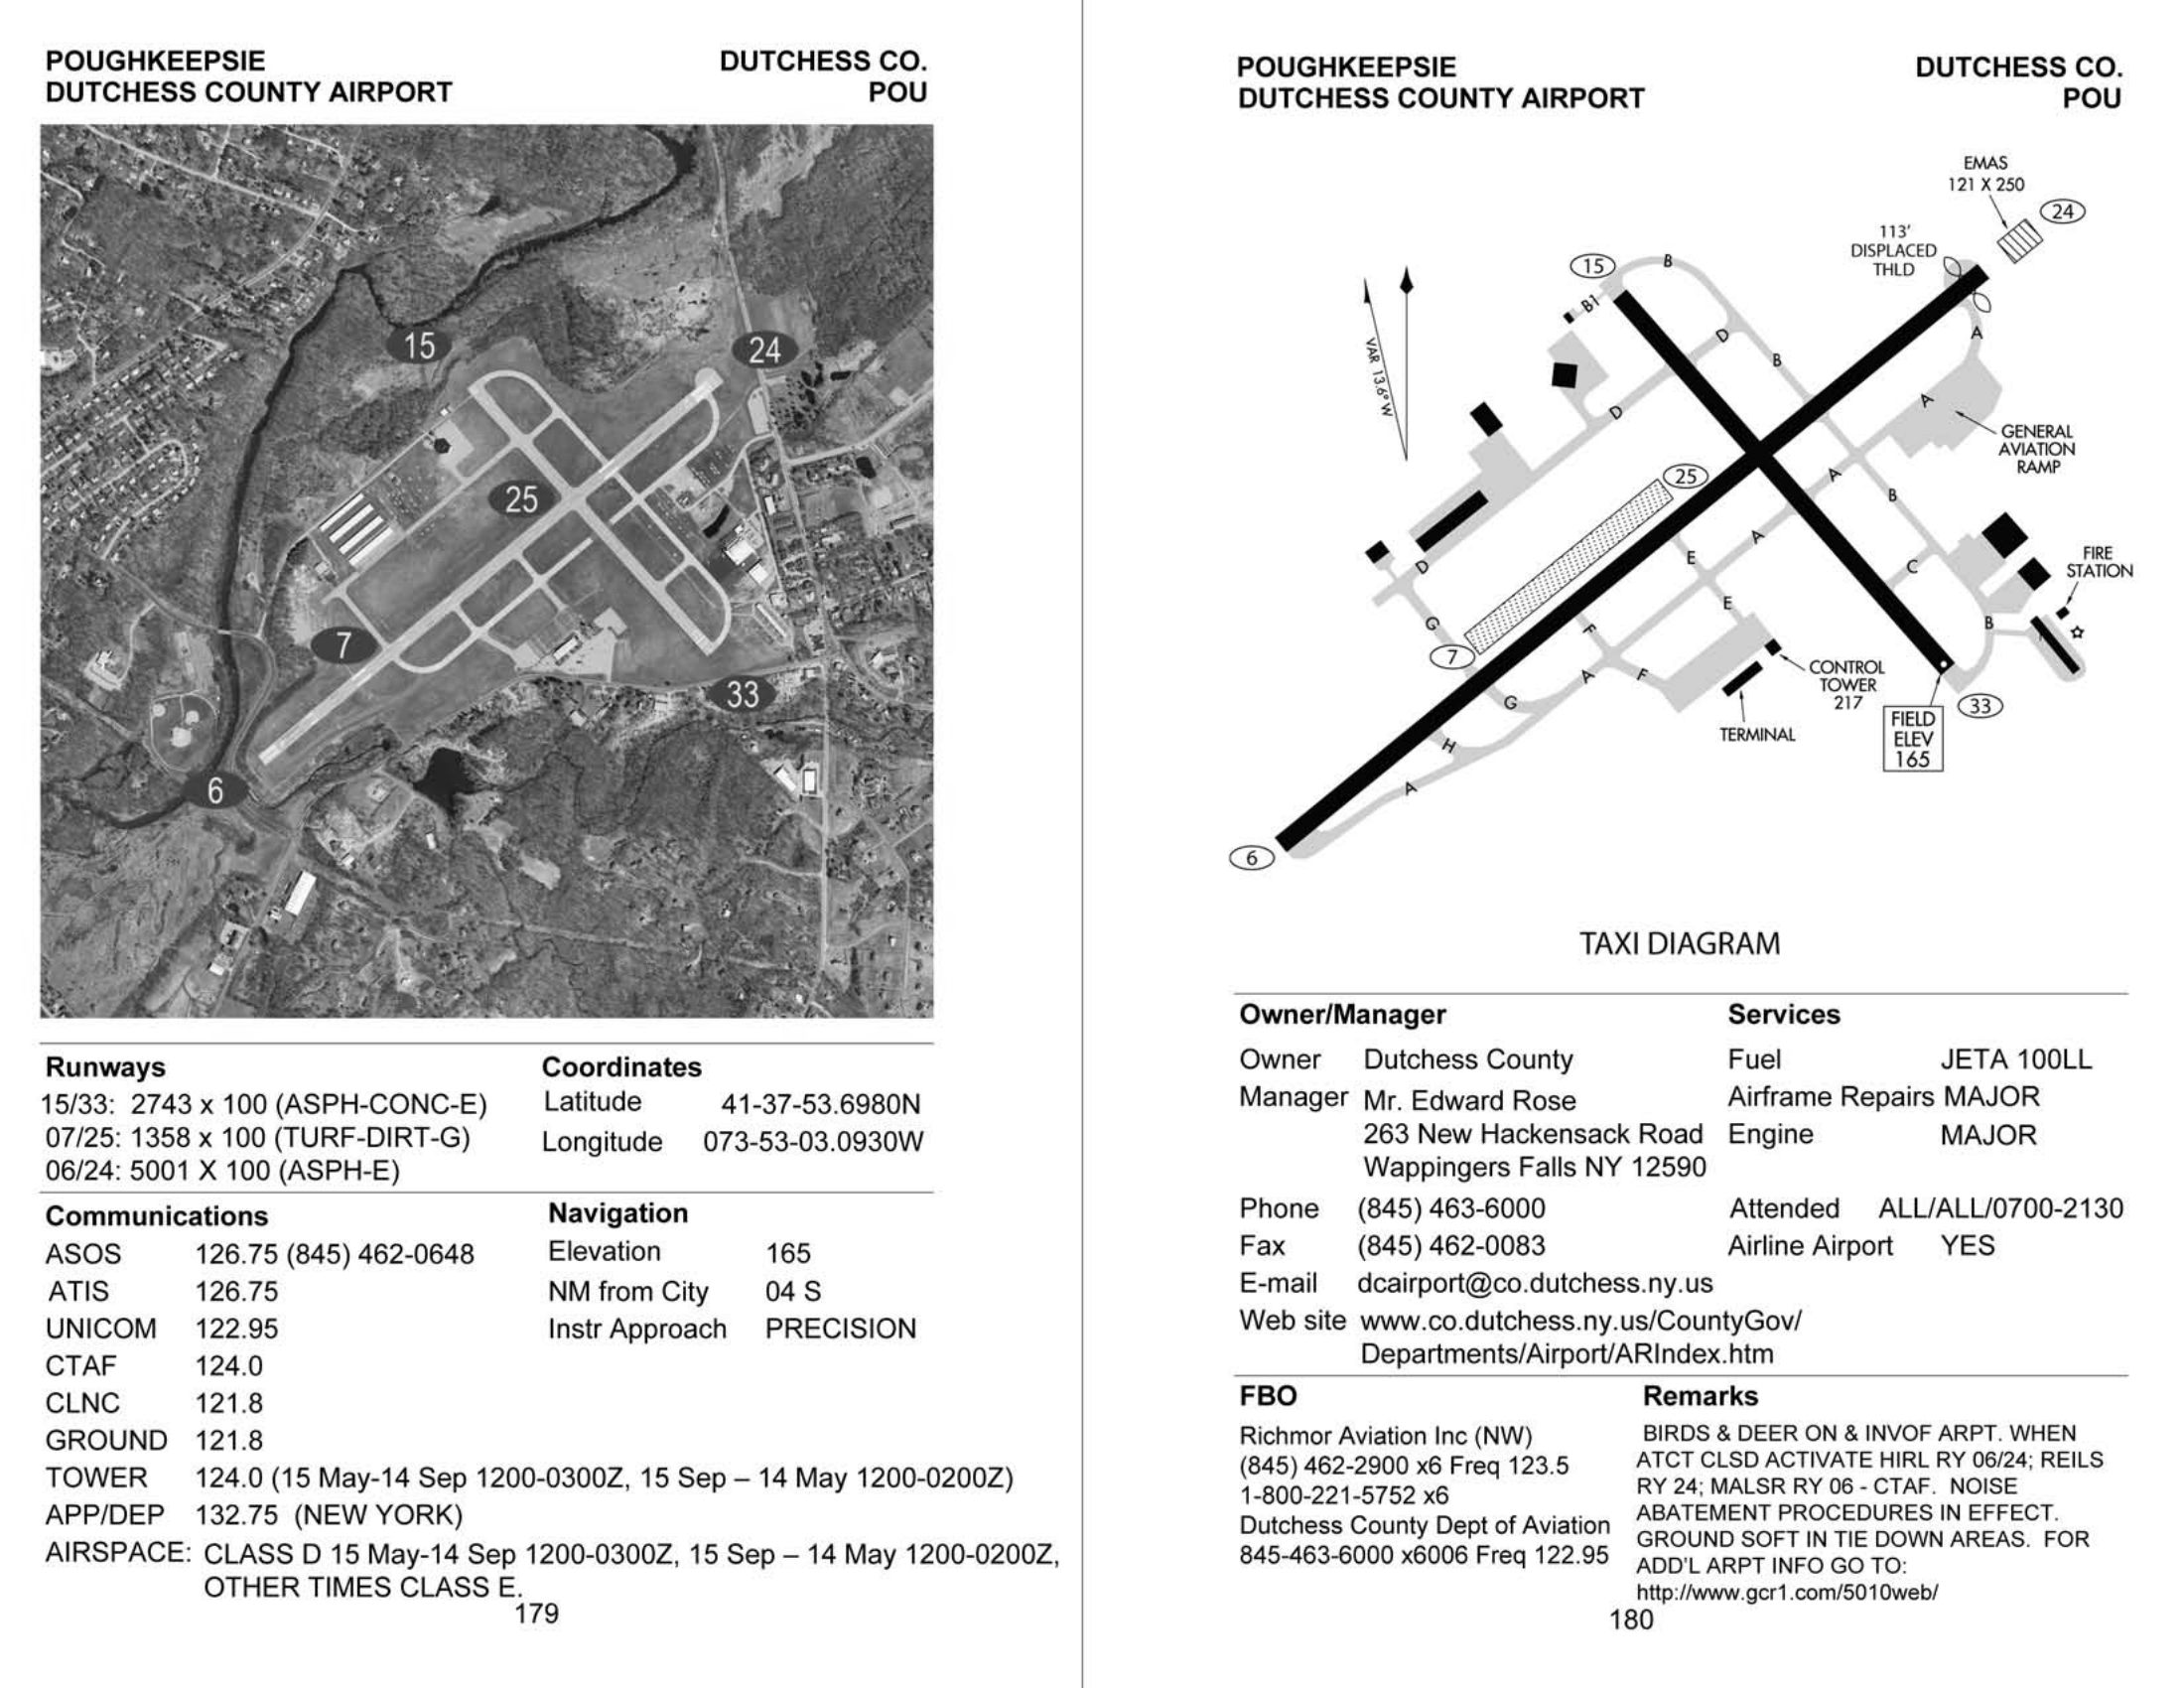 POUGHKEEPSIE DUTCHESS CO.
DUTCHESS COUNTY AIRPORT POU
15
24
25
7
33
6
Runways
15/33: 2743 x 100 (ASPH-CONC-E)
07/25: 1358 x 100 (TURF-DIRT-G)
06/24: 5001 X 100 (ASPH-E)
Coordinates
Latitude 41-37-53.6980N
Longitude 073-53-03.0930W
Communications
ASOS 126.75 (845) 462-0648
ATIS 126.75
UNICOM 122.95
CTAF 124.0
CLNC 121.8
GROUND 121.8
TOWER 124.0 (15 May-14 Sep 1200-0300Z, 15 Sep – 14 May 1200-0200Z)
APP/DEP 132.75 (NEW YORK)
AIRSPACE: CLASS D 15 May-14 Sep 1200-0300Z, 15 Sep – 14 May 1200-0200Z,
OTHER TIMES CLASS E.
Navigation
Elevation 165
NM from City 04 S
Instr Approach PRECISION
179
POUGHKEEPSIE DUTCHESS CO.
DUTCHESS COUNTY AIRPORT POU
EMAS
121 X 250
24
113'
DISPLACED
THLD
15
B
B1
A
D
B
VAR 13.6° W
D
A
GENERAL
AVIATION
RAMP
25
A
B
A
E
C
FIRE
STATION
D
E
B
G
F
7
A
F
CONTROL
TOWER
217
G
TERMINAL
33
FIELD
ELEV
165
H
A
6
TAXI DIAGRAM
Owner/Manager
Owner Dutchess County
Manager Mr. Edward Rose
263 New Hackensack Road
Wappingers Falls NY 12590
Phone (845) 463-6000
Fax (845) 462-0083
E-mail dcairport@co.dutchess.ny.us
Web site www.co.dutchess.ny.us/CountyGov/
Departments/Airport/ARIndex.htm
Services
Fuel JETA 100LL
Airframe Repairs MAJOR
Engine MAJOR
Attended ALL/ALL/0700-2130
Airline Airport YES
FBO
Richmor Aviation Inc (NW)
(845) 462-2900 x6 Freq 123.5
1-800-221-5752 x6
Dutchess County Dept of Aviation
845-463-6000 x6006 Freq 122.95
Remarks
BIRDS & DEER ON & INVOF ARPT. WHEN
ATCT CLSD ACTIVATE HIRL RY 06/24; REILS
RY 24; MALSR RY 06 - CTAF. NOISE
ABATEMENT PROCEDURES IN EFFECT.
GROUND SOFT IN TIE DOWN AREAS. FOR
ADD'L ARPT INFO GO TO:
http://www.gcr1.com/5010web/
180